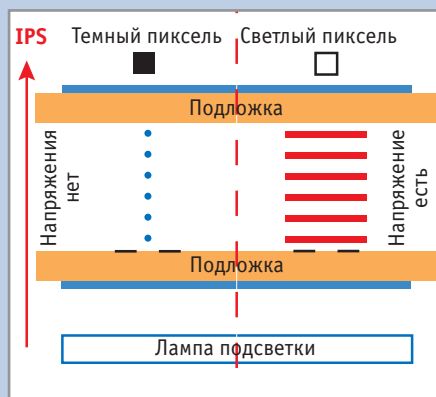 IPS
Темный пиксель
Светлый пиксель
Подложка
Напряжения
нет
Напряжение
есть
Подложка
Лампа подсветки